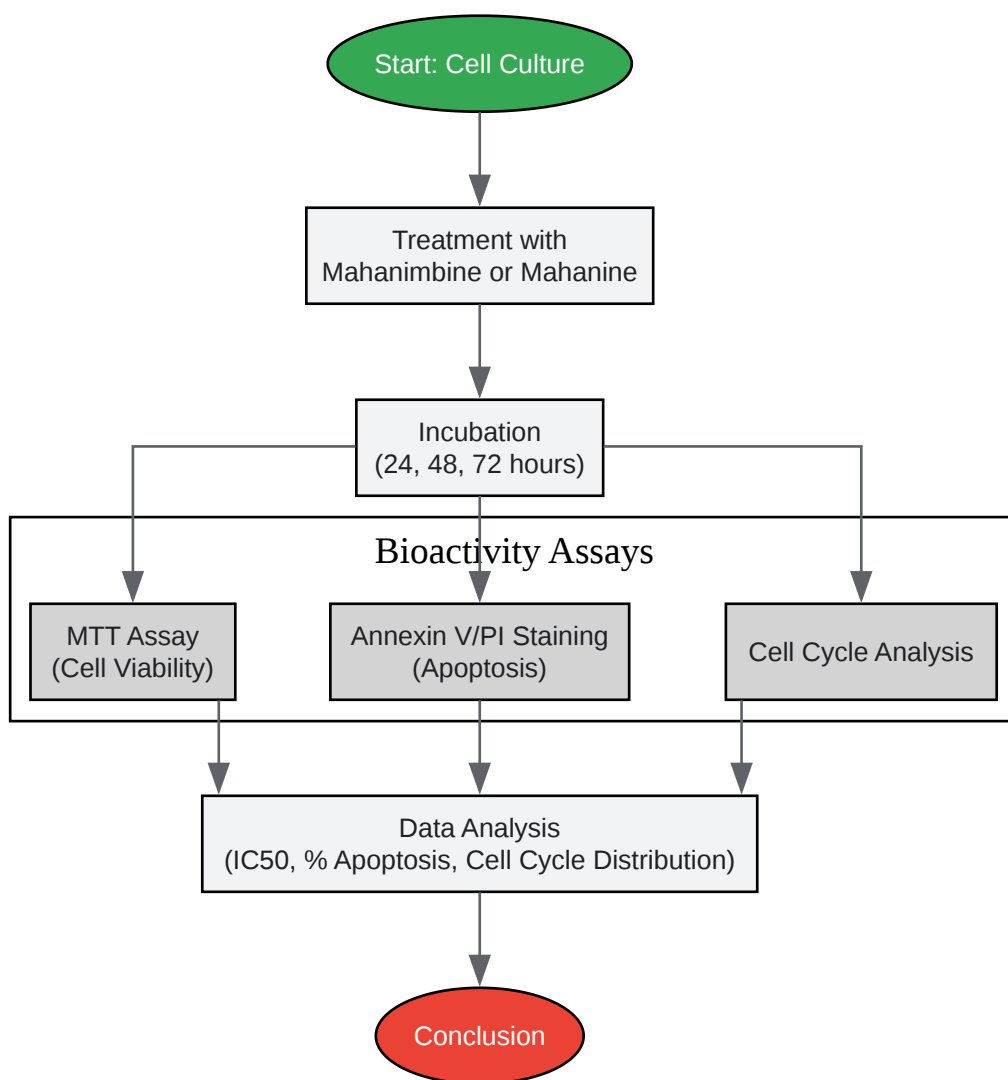 Start: Cell Culture
Treatment with
Mahanimbine or Mahanine
Incubation
(24, 48, 72 hours)
Bioactivity Assays
MTT Assay
(Cell Viability)
Annexin V/PI Staining
(Apoptosis)
Cell Cycle Analysis
Data Analysis
(IC50, % Apoptosis, Cell Cycle Distribution)
Conclusion